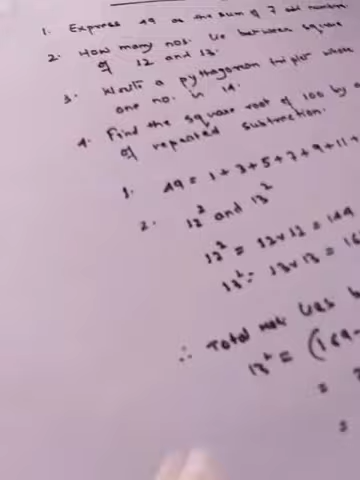 1. Express 49 as the sum of 7 odd numbers
2. How many nos. lie between square
of 12 and 13.
3. Write a pythagorean triplet whose
one no. is 14.
4. Find the square root of 100 by
of repeated subtraction.
1. 49 = 1 + 3 + 5 + 7 + 9 + 11 +
2. 12² and 13²
12² = 12 × 12 = 144
13² = 13 × 13 =
∴ Total nos. lies
13² = (169 -
=
=